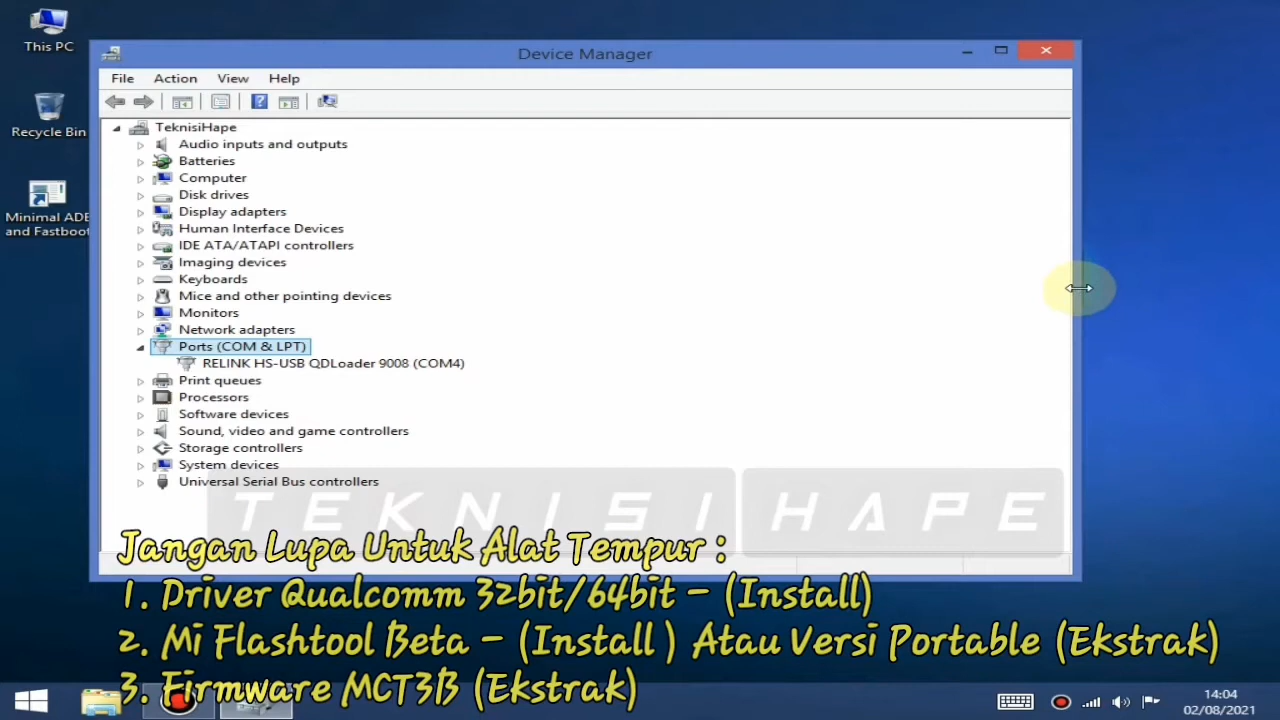 This PC
Recycle Bin
Minimal ADB
and Fastboot
Device Manager
File Action View Help
TeknisiHape
Audio inputs and outputs
Batteries
Computer
Disk drives
Display adapters
Human Interface Devices
IDE ATA/ATAPI controllers
Imaging devices
Keyboards
Mice and other pointing devices
Monitors
Network adapters
Ports (COM & LPT)
RELINK HS-USB QDLoader 9008 (COM4)
Print queues
Processors
Software devices
Sound, video and game controllers
Storage controllers
System devices
Universal Serial Bus controllers
TEKNISI HAPE
Jangan Lupa Untuk Alat Tempur :
1. Driver Qualcomm 32bit/64bit - (Install)
2. Mi Flashtool Beta - (Install ) Atau Versi Portable (Ekstrak)
3. Firmware MCT3B (Ekstrak)
14:04
02/08/2021